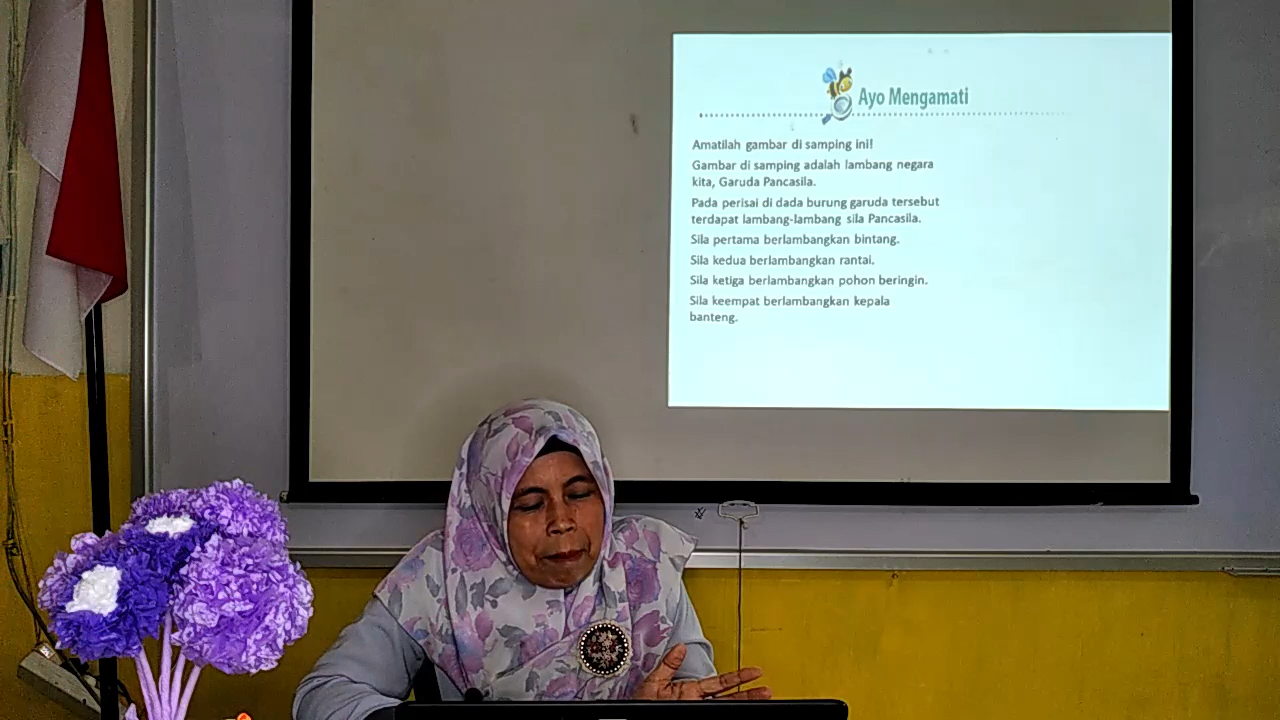 Ayo Mengamati
Amatilah gambar di samping ini!
Gambar di samping adalah lambang negara
kita, Garuda Pancasila.
Pada perisai di dada burung garuda tersebut
terdapat lambang-lambang sila Pancasila.
Sila pertama berlambangkan bintang.
Sila kedua berlambangkan rantai.
Sila ketiga berlambangkan pohon beringin.
Sila keempat berlambangkan kepala
banteng.